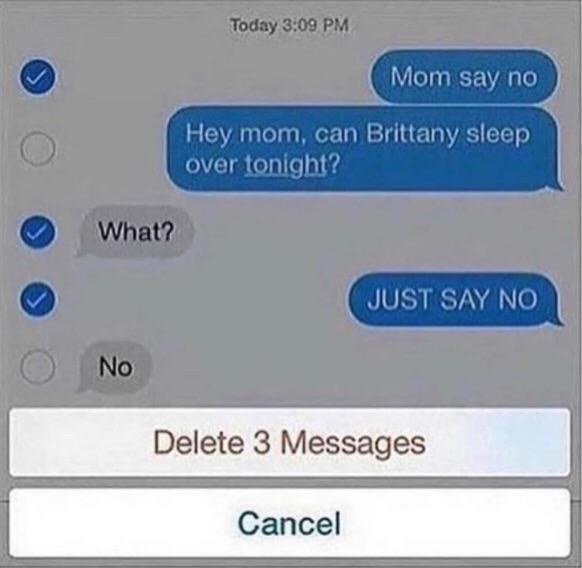 Today 3:09 PM
Mom say no
Hey mom, can Brittany sleep
over tonight?
What?
JUST SAY NO
No
Delete 3 Messages
Cancel